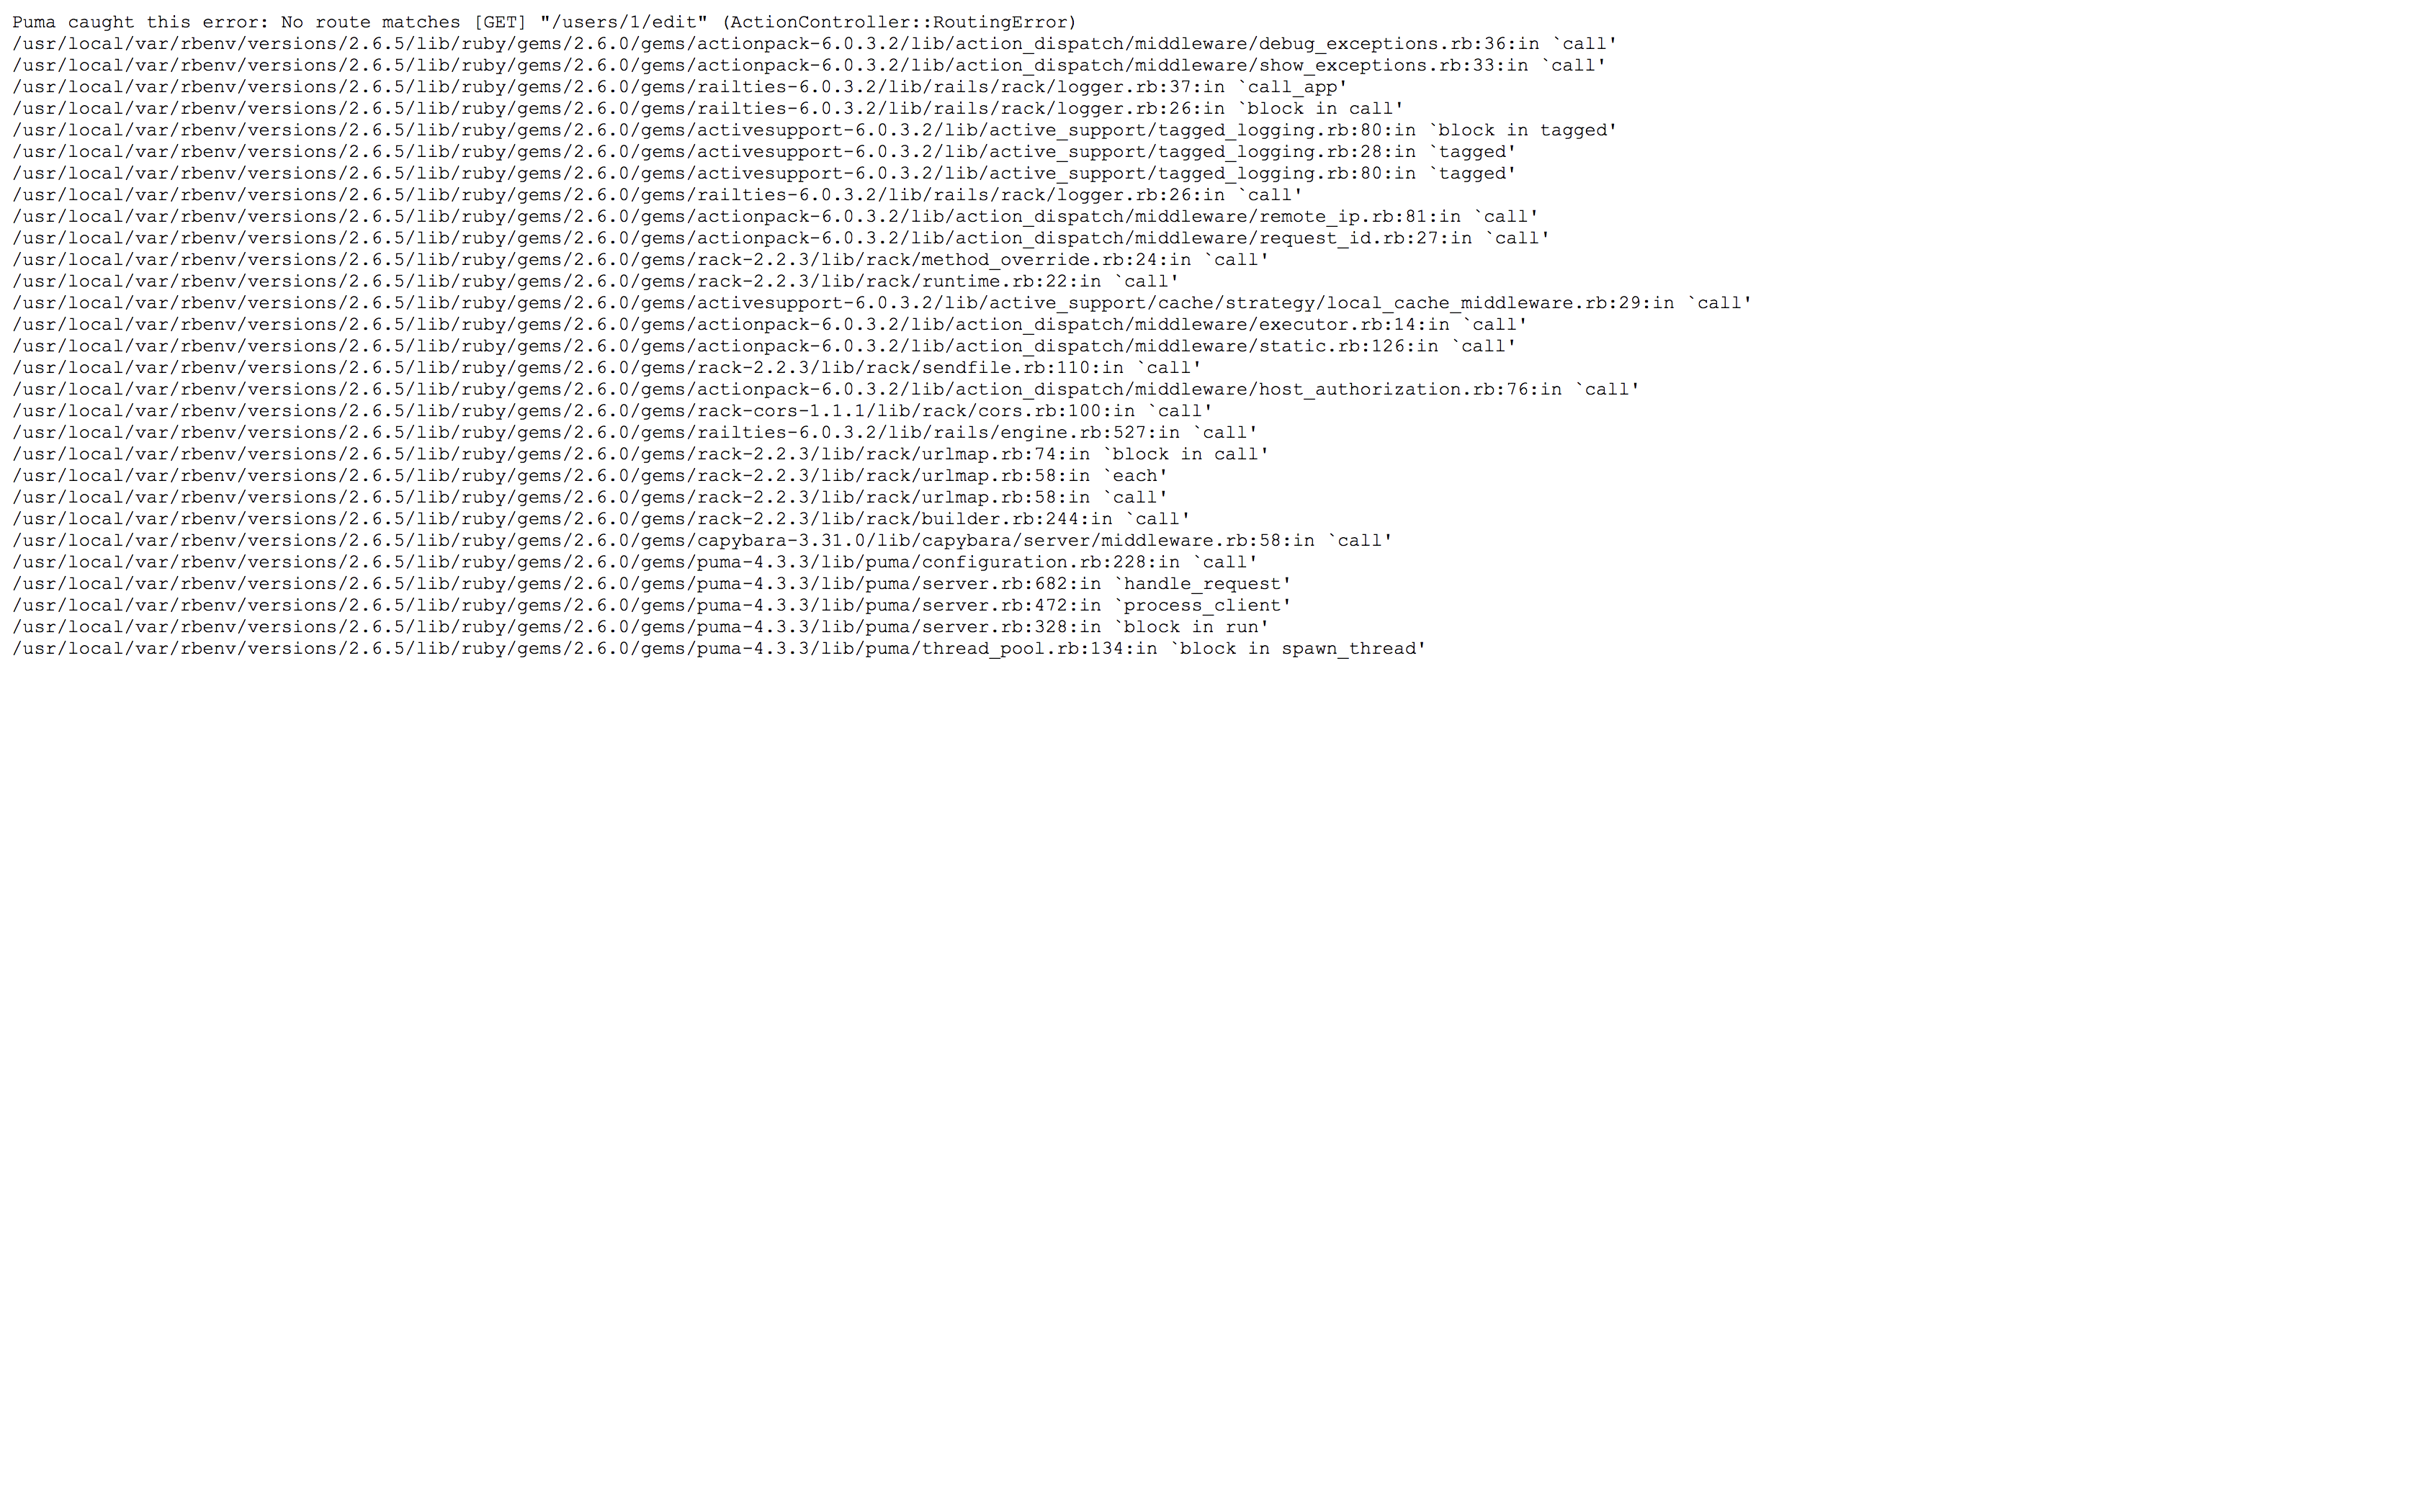 Puma caught this error: No route matches [GET] "/users/1/edit" (ActionController::RoutingError)
/usr/local/var/rbenv/versions/2.6.5/lib/ruby/gems/2.6.0/gems/actionpack-6.0.3.2/lib/action_dispatch/middleware/debug_exceptions.rb:36:in `call'
/usr/local/var/rbenv/versions/2.6.5/lib/ruby/gems/2.6.0/gems/actionpack-6.0.3.2/lib/action_dispatch/middleware/show_exceptions.rb:33:in `call'
/usr/local/var/rbenv/versions/2.6.5/lib/ruby/gems/2.6.0/gems/railties-6.0.3.2/lib/rails/rack/logger.rb:37:in `call_app'
/usr/local/var/rbenv/versions/2.6.5/lib/ruby/gems/2.6.0/gems/railties-6.0.3.2/lib/rails/rack/logger.rb:26:in `block in call'
/usr/local/var/rbenv/versions/2.6.5/lib/ruby/gems/2.6.0/gems/activesupport-6.0.3.2/lib/active_support/tagged_logging.rb:80:in `block in tagged'
/usr/local/var/rbenv/versions/2.6.5/lib/ruby/gems/2.6.0/gems/activesupport-6.0.3.2/lib/active_support/tagged_logging.rb:28:in `tagged'
/usr/local/var/rbenv/versions/2.6.5/lib/ruby/gems/2.6.0/gems/activesupport-6.0.3.2/lib/active_support/tagged_logging.rb:80:in `tagged'
/usr/local/var/rbenv/versions/2.6.5/lib/ruby/gems/2.6.0/gems/railties-6.0.3.2/lib/rails/rack/logger.rb:26:in `call'
/usr/local/var/rbenv/versions/2.6.5/lib/ruby/gems/2.6.0/gems/actionpack-6.0.3.2/lib/action_dispatch/middleware/remote_ip.rb:81:in `call'
/usr/local/var/rbenv/versions/2.6.5/lib/ruby/gems/2.6.0/gems/actionpack-6.0.3.2/lib/action_dispatch/middleware/request_id.rb:27:in `call'
/usr/local/var/rbenv/versions/2.6.5/lib/ruby/gems/2.6.0/gems/rack-2.2.3/lib/rack/method_override.rb:24:in `call'
/usr/local/var/rbenv/versions/2.6.5/lib/ruby/gems/2.6.0/gems/rack-2.2.3/lib/rack/runtime.rb:22:in `call'
/usr/local/var/rbenv/versions/2.6.5/lib/ruby/gems/2.6.0/gems/activesupport-6.0.3.2/lib/active_support/cache/strategy/local_cache_middleware.rb:29:in `call'
/usr/local/var/rbenv/versions/2.6.5/lib/ruby/gems/2.6.0/gems/actionpack-6.0.3.2/lib/action_dispatch/middleware/executor.rb:14:in `call'
/usr/local/var/rbenv/versions/2.6.5/lib/ruby/gems/2.6.0/gems/actionpack-6.0.3.2/lib/action_dispatch/middleware/static.rb:126:in `call'
/usr/local/var/rbenv/versions/2.6.5/lib/ruby/gems/2.6.0/gems/rack-2.2.3/lib/rack/sendfile.rb:110:in `call'
/usr/local/var/rbenv/versions/2.6.5/lib/ruby/gems/2.6.0/gems/actionpack-6.0.3.2/lib/action_dispatch/middleware/host_authorization.rb:76:in `call'
/usr/local/var/rbenv/versions/2.6.5/lib/ruby/gems/2.6.0/gems/rack-cors-1.1.1/lib/rack/cors.rb:100:in `call'
/usr/local/var/rbenv/versions/2.6.5/lib/ruby/gems/2.6.0/gems/railties-6.0.3.2/lib/rails/engine.rb:527:in `call'
/usr/local/var/rbenv/versions/2.6.5/lib/ruby/gems/2.6.0/gems/rack-2.2.3/lib/rack/urlmap.rb:74:in `block in call'
/usr/local/var/rbenv/versions/2.6.5/lib/ruby/gems/2.6.0/gems/rack-2.2.3/lib/rack/urlmap.rb:58:in `each'
/usr/local/var/rbenv/versions/2.6.5/lib/ruby/gems/2.6.0/gems/rack-2.2.3/lib/rack/urlmap.rb:58:in `call'
/usr/local/var/rbenv/versions/2.6.5/lib/ruby/gems/2.6.0/gems/rack-2.2.3/lib/rack/builder.rb:244:in `call'
/usr/local/var/rbenv/versions/2.6.5/lib/ruby/gems/2.6.0/gems/capybara-3.31.0/lib/capybara/server/middleware.rb:58:in `call'
/usr/local/var/rbenv/versions/2.6.5/lib/ruby/gems/2.6.0/gems/puma-4.3.3/lib/puma/configuration.rb:228:in `call'
/usr/local/var/rbenv/versions/2.6.5/lib/ruby/gems/2.6.0/gems/puma-4.3.3/lib/puma/server.rb:682:in `handle_request'
/usr/local/var/rbenv/versions/2.6.5/lib/ruby/gems/2.6.0/gems/puma-4.3.3/lib/puma/server.rb:472:in `process_client'
/usr/local/var/rbenv/versions/2.6.5/lib/ruby/gems/2.6.0/gems/puma-4.3.3/lib/puma/server.rb:328:in `block in run'
/usr/local/var/rbenv/versions/2.6.5/lib/ruby/gems/2.6.0/gems/puma-4.3.3/lib/puma/thread_pool.rb:134:in `block in spawn_thread'